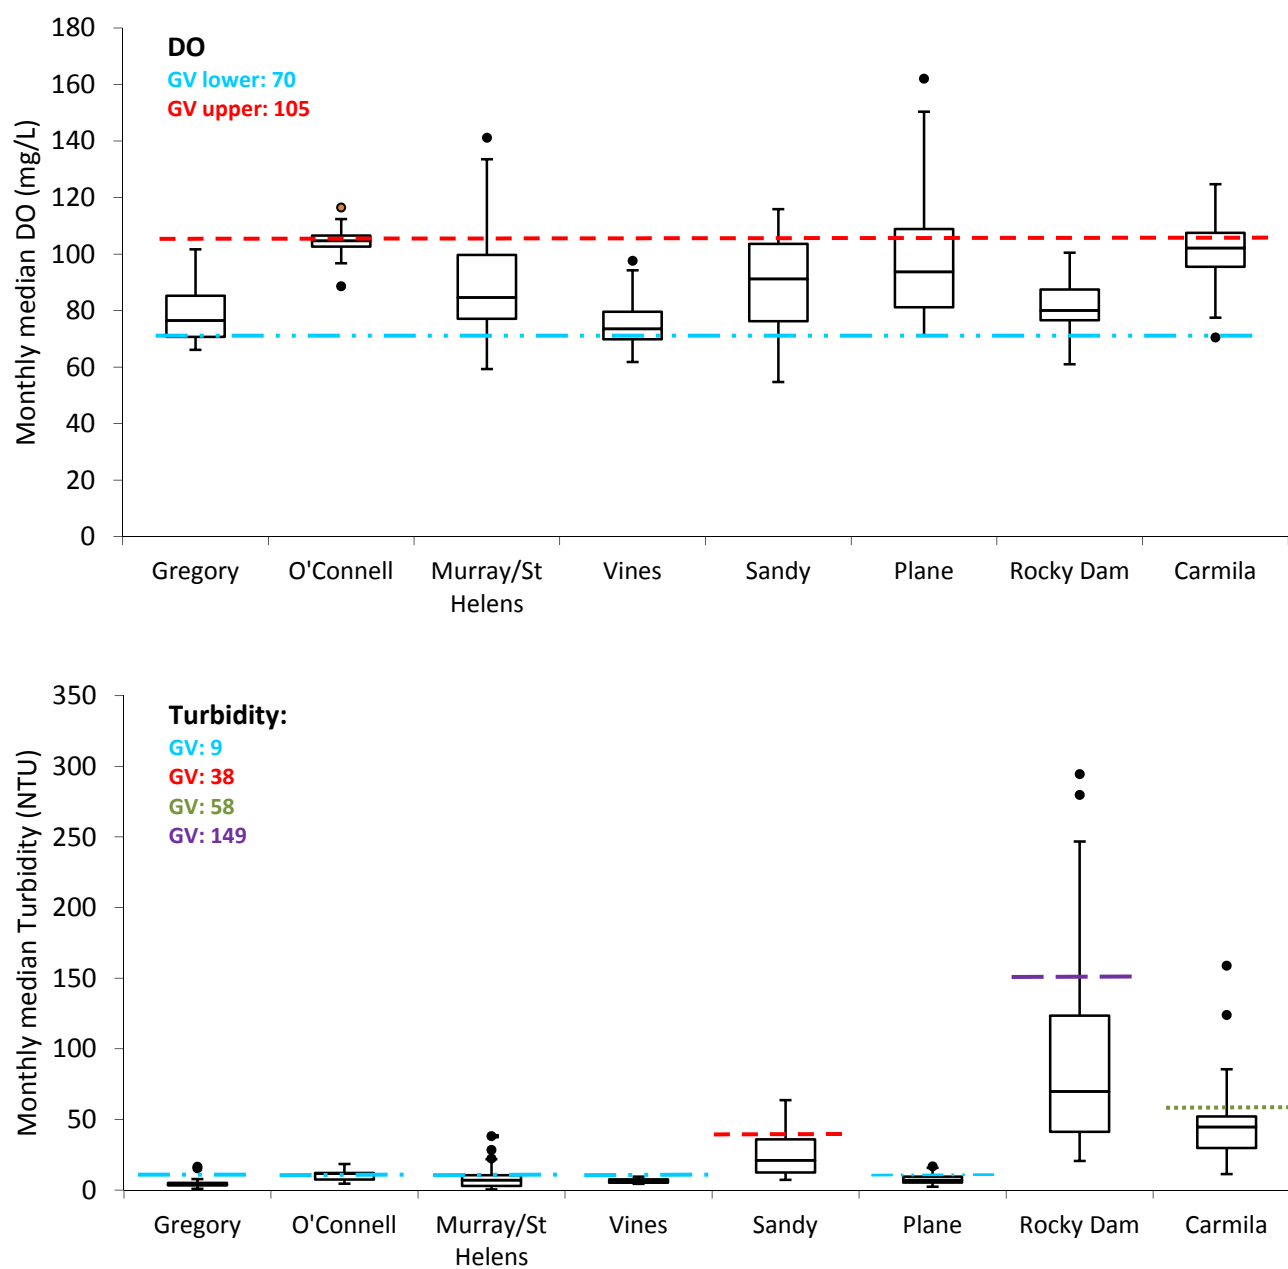 180
160
140
120
100
80
60
40
20
0
Monthly median DO (mg/L)
DO
GV lower: 70
GV upper: 105
Gregory
O'Connell
Murray/St
Helens
Vines
Sandy
Plane
Rocky Dam
Carmila
350
300
250
200
150
100
50
0
Monthly median Turbidity (NTU)
Turbidity:
GV: 9
GV: 38
GV: 58
GV: 149
Gregory
O'Connell
Murray/St
Helens
Vines
Sandy
Plane
Rocky Dam
Carmila